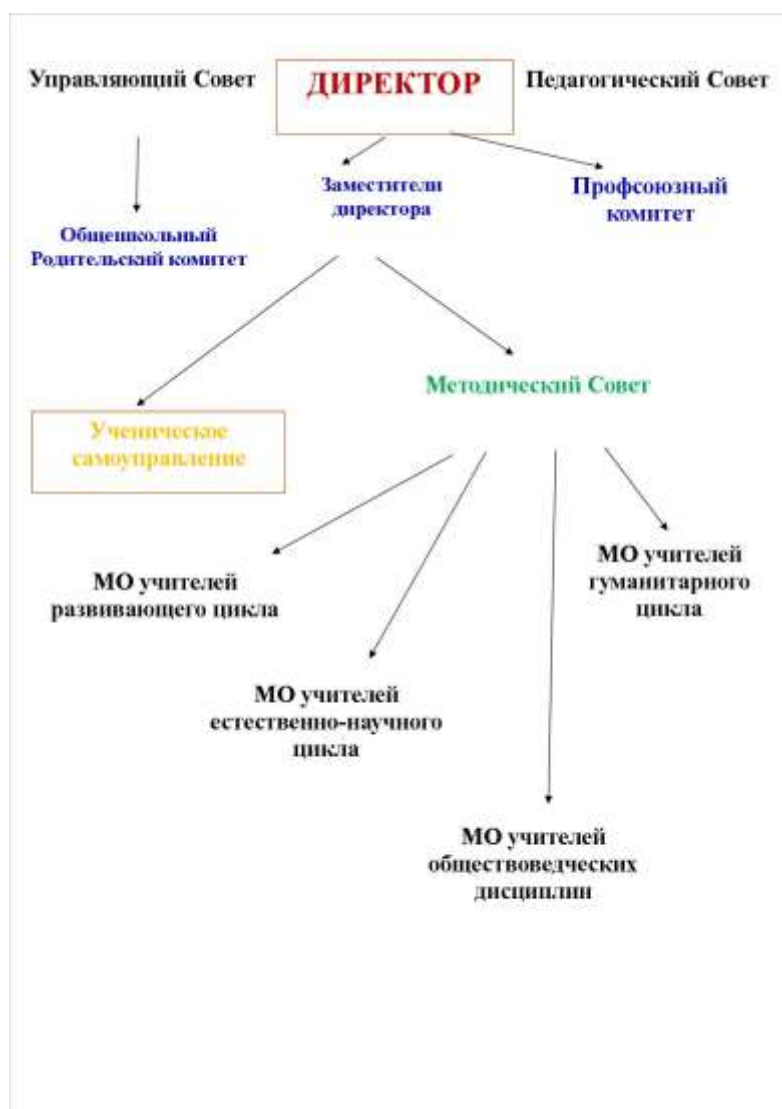 Управляющий Совет
ДИРЕКТОР
Педагогический Совет
Заместители
директора
Профсоюзный
комитет
Общешкольный
Родительский комитет
Методический Совет
Ученическое
самоуправление
МО учителей
гуманитарного
цикла
МО учителей
развивающего цикла
МО учителей
естественно-научного
цикла
МО учителей
обществоведческих
дисциплин